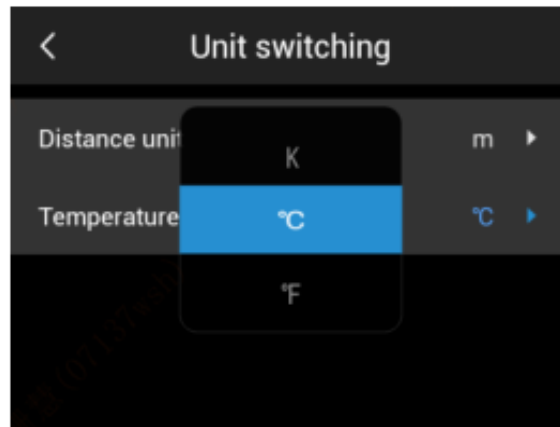 Unit switching
Distance unit
m
K
Temperature
℃
℃
℉